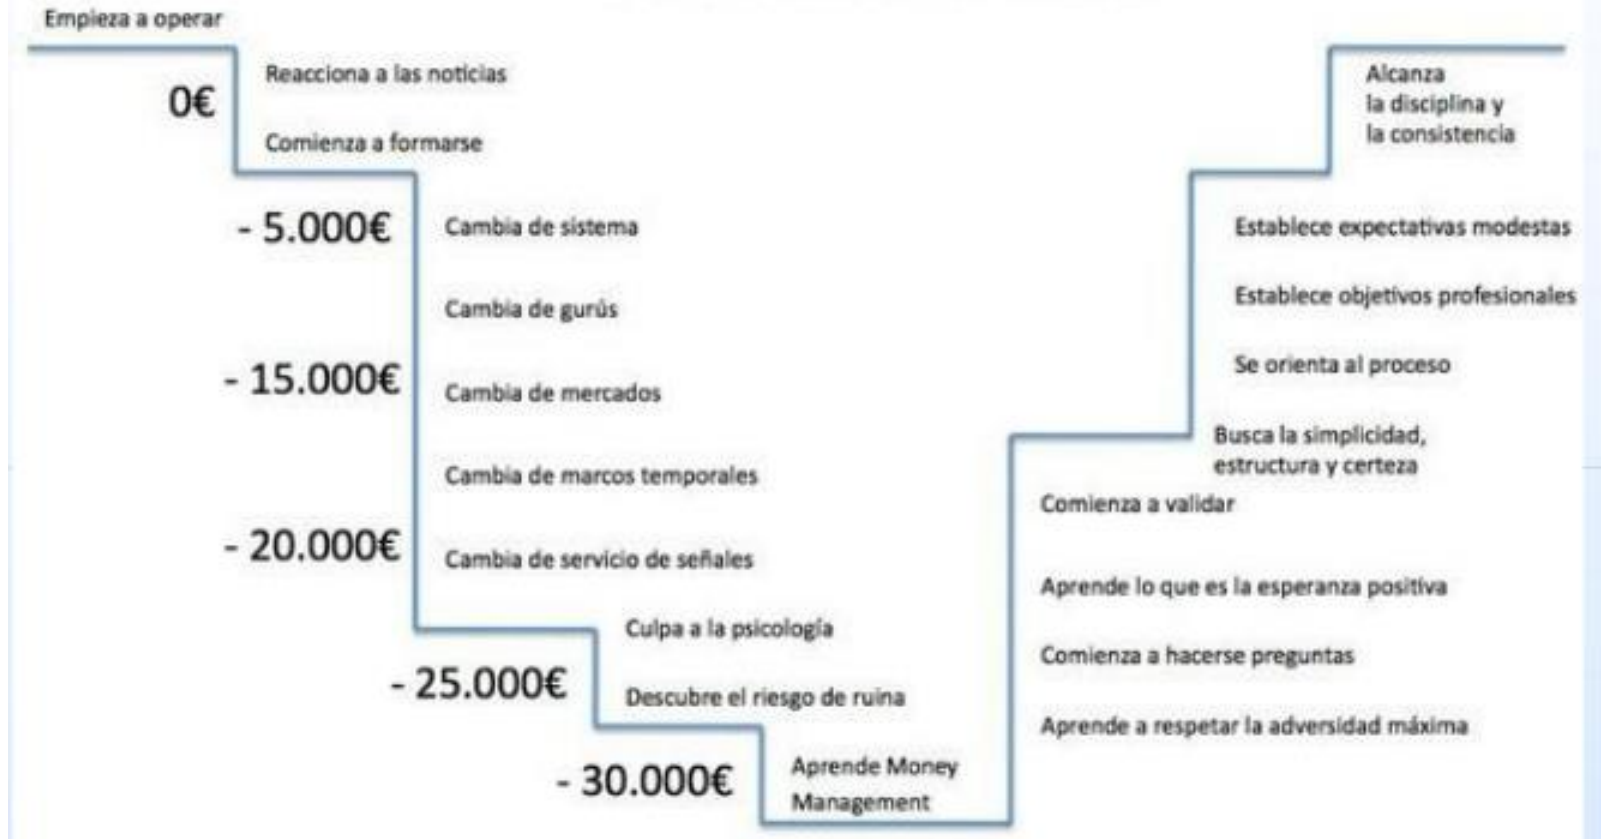 Empieza a operar
0€
Reacciona a las noticias
Comienza a formarse
- 5.000€
Cambia de sistema
Cambia de gurús
- 15.000€
Cambia de mercados
Cambia de marcos temporales
- 20.000€
Cambia de servicio de señales
Culpa a la psicología
- 25.000€
Descubre el riesgo de ruina
- 30.000€
Aprende Money
Management
Alcanza
la disciplina y
la consistencia
Establece expectativas modestas
Establece objetivos profesionales
Se orienta al proceso
Busca la simplicidad,
estructura y certeza
Comienza a validar
Aprende lo que es la esperanza positiva
Comienza a hacerse preguntas
Aprende a respetar la adversidad máxima